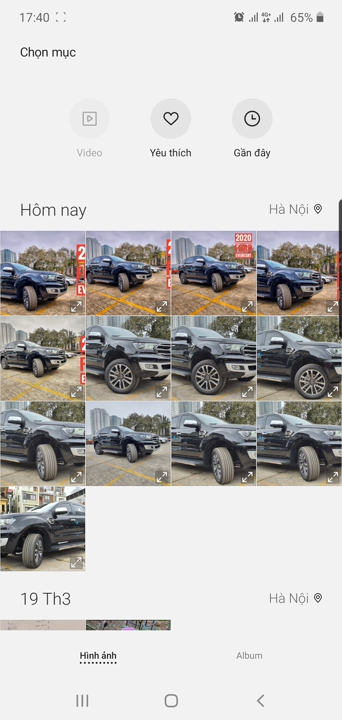 17:40
4G+
65%
Chọn mục
Video
Yêu thích
Gần đây
Hôm nay
Hà Nội
2020
19 Th3
Hà Nội
Hình ảnh
Album